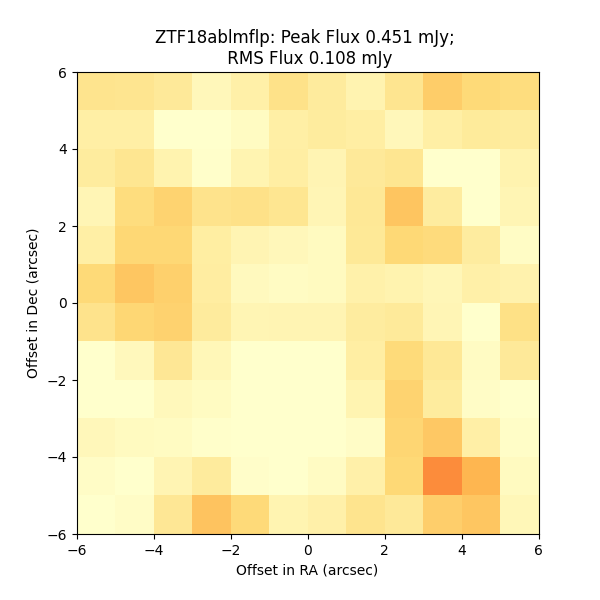 ZTF18ablmflp: Peak Flux 0.451 mJy;
RMS Flux 0.108 mJy
6
4
2
0
−2
−4
−6
Offset in Dec (arcsec)
−6 −4 −2 0 2 4 6
Offset in RA (arcsec)